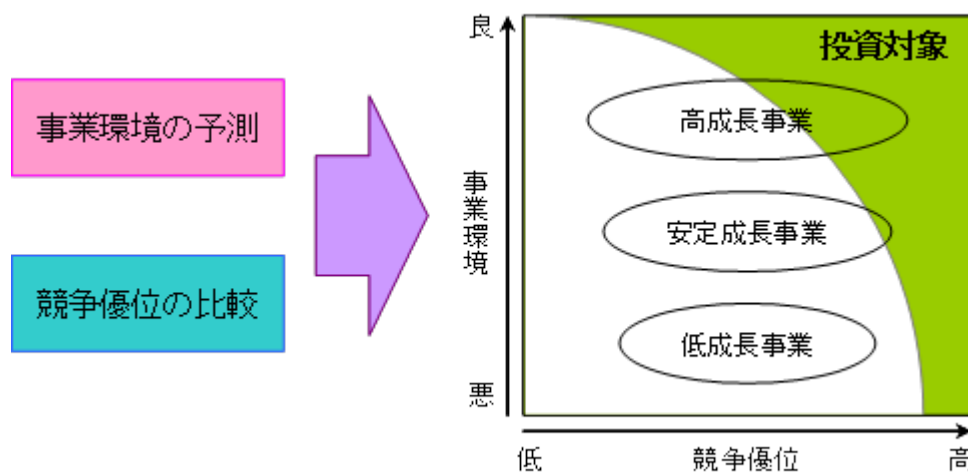 事業環境の予測
競争優位の比較
良
事業環境
悪
投資対象
高成長事業
安定成長事業
低成長事業
低
競争優位
高